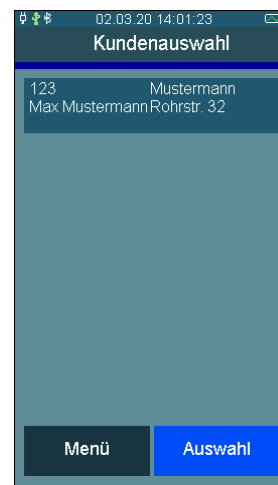 02.03.20 14:01:23
Kundenauswahl
123 Mustermann
Max Mustermann Rohrstr. 32
Menü Auswahl